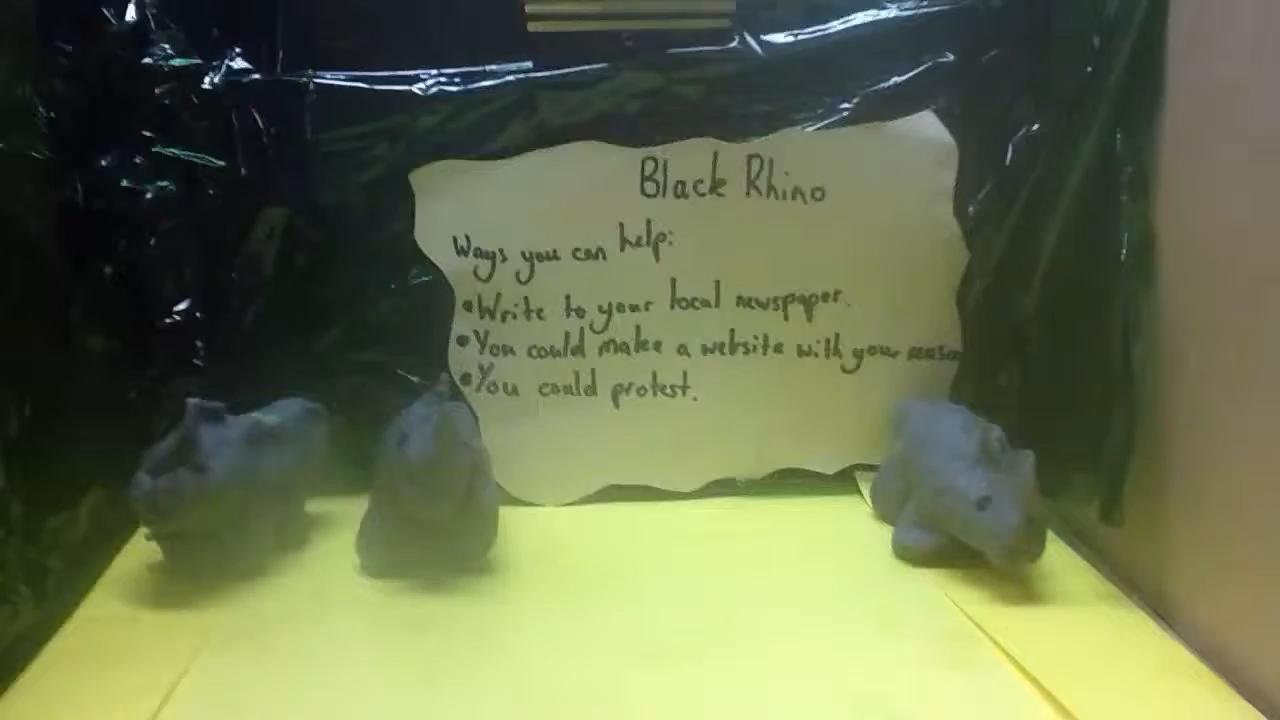 Black Rhino
Ways you can help:
•Write to your local newspaper.
•You could make a website with your
•You could protest.